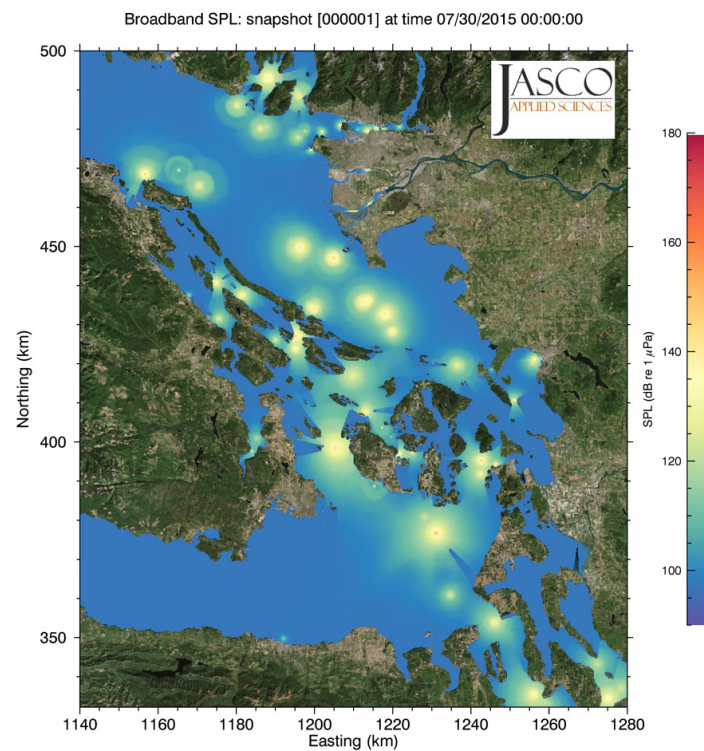 Broadband SPL: snapshot [000001] at time 07/30/2015 00:00:00
JASCO
APPLIED SCIENCES
500
450
400
350
Northing (km)
1140 1160 1180 1200 1220 1240 1260 1280
Easting (km)
180
160
140
120
100
SPL (dB re 1 μPa)